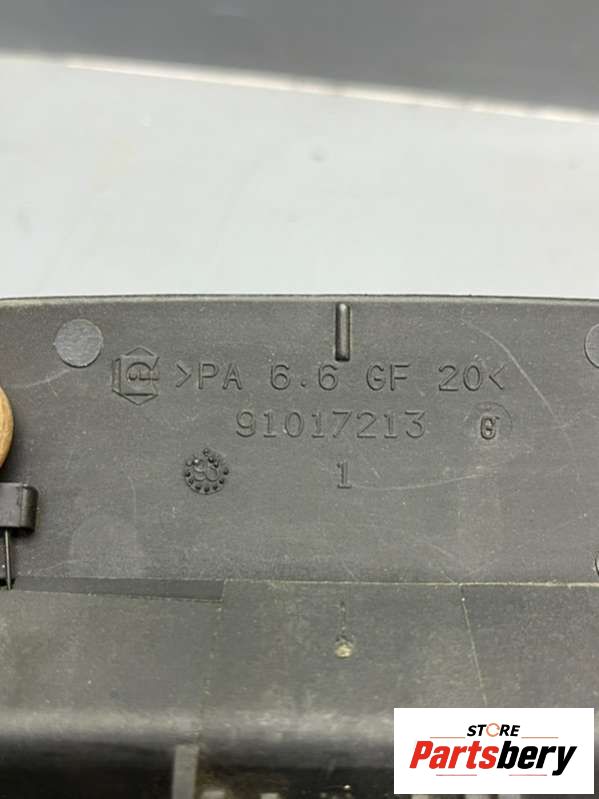 >PA 6.6 GF 20<
91017213 G
1
STORE
Partsbery